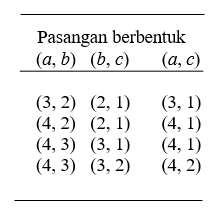 Pasangan berbentuk
(a, b) (b, c) (a, c)
(3, 2) (2, 1) (3, 1)
(4, 2) (2, 1) (4, 1)
(4, 3) (3, 1) (4, 1)
(4, 3) (3, 2) (4, 2)